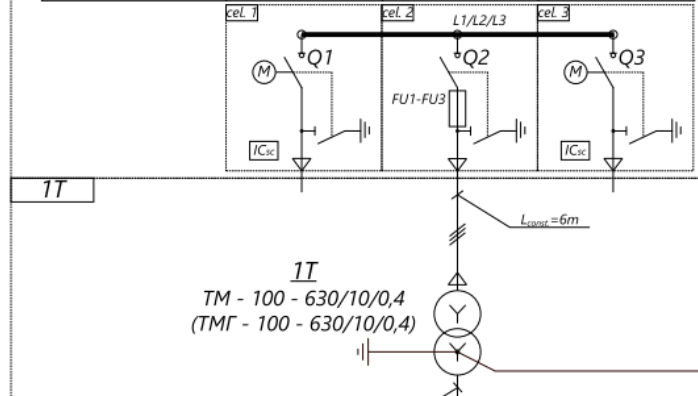 cel. 1
cel. 2
L1/L2/L3
cel. 3
Q1
Q2
Q3
M
M
FU1-FU3
ICsc
ICsc
1T
Lconst.=6m
1T
ТМ - 100 - 630/10/0,4
(ТМГ - 100 - 630/10/0,4)
Y
Y